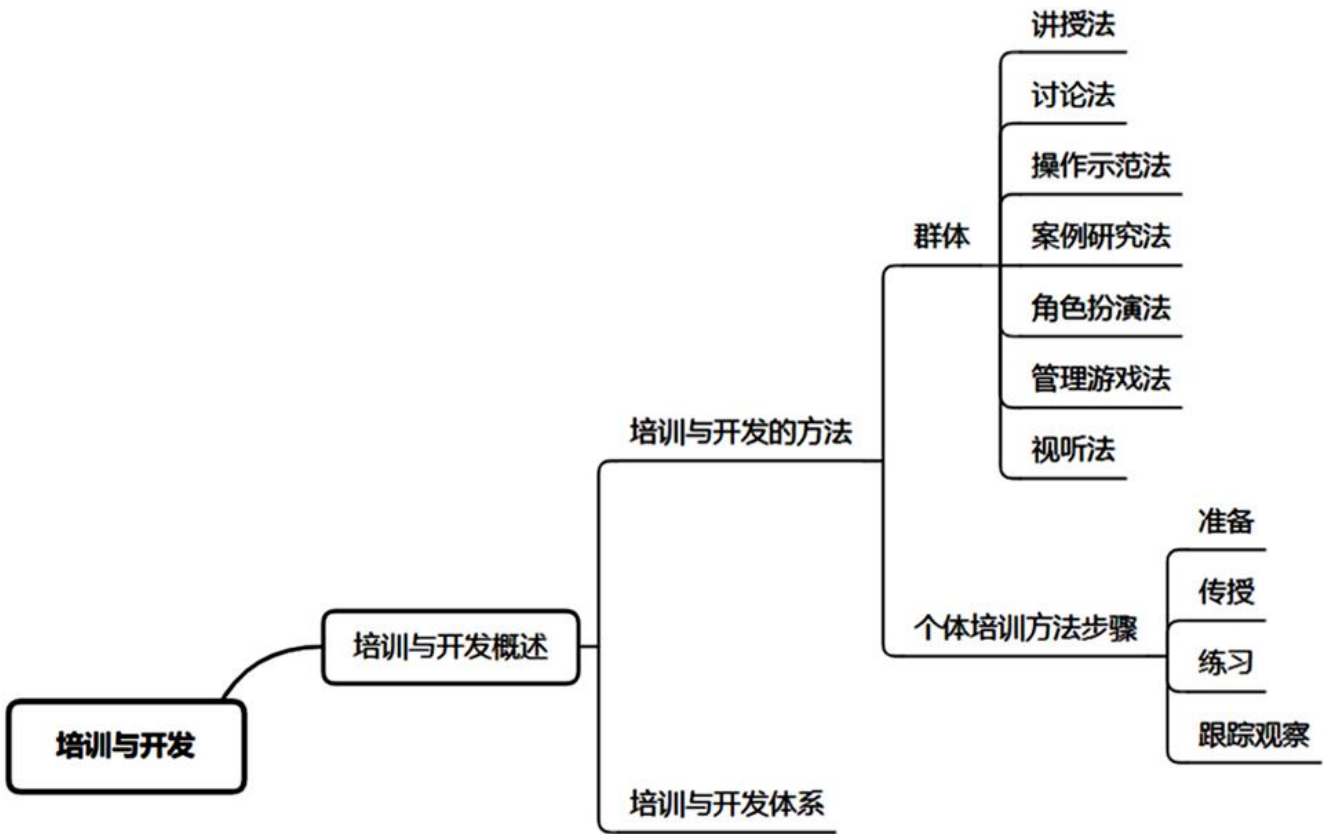 讲授法
讨论法
操作示范法
群体
案例研究法
角色扮演法
管理游戏法
培训与开发的方法
视听法
准备
传授
个体培训方法步骤
培训与开发概述
练习
培训与开发
跟踪观察
培训与开发体系